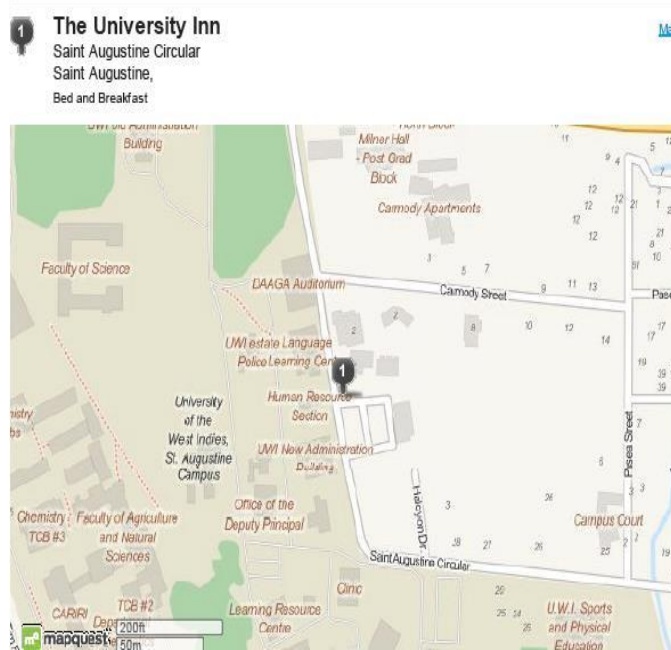 1
The University Inn
Saint Augustine Circular
Saint Augustine,
Bed and Breakfast
Me
Building
Milner Hall
- Post Grad
Block
Carmody Apartments
Faculty of Science
DAAGA Auditorium
Carmody Street
UWI estate Language
Police Learning
1
Human Resource
Section
University
of the
West Indies,
St. Augustine
Campus
UWI New Administration
Building
Pisea Street
Halcyon Dr.
Office of the
Deputy Principal
Chemistry
TCB #3
Faculty of Agriculture
and Natural
Sciences
Campus Court
Saint Augustine Circular
Clinic
CARIRI
TCB #2
Learning Resource
Centre
U.W.I. Sports
and Physical
Education
mapquest
200ft
50m